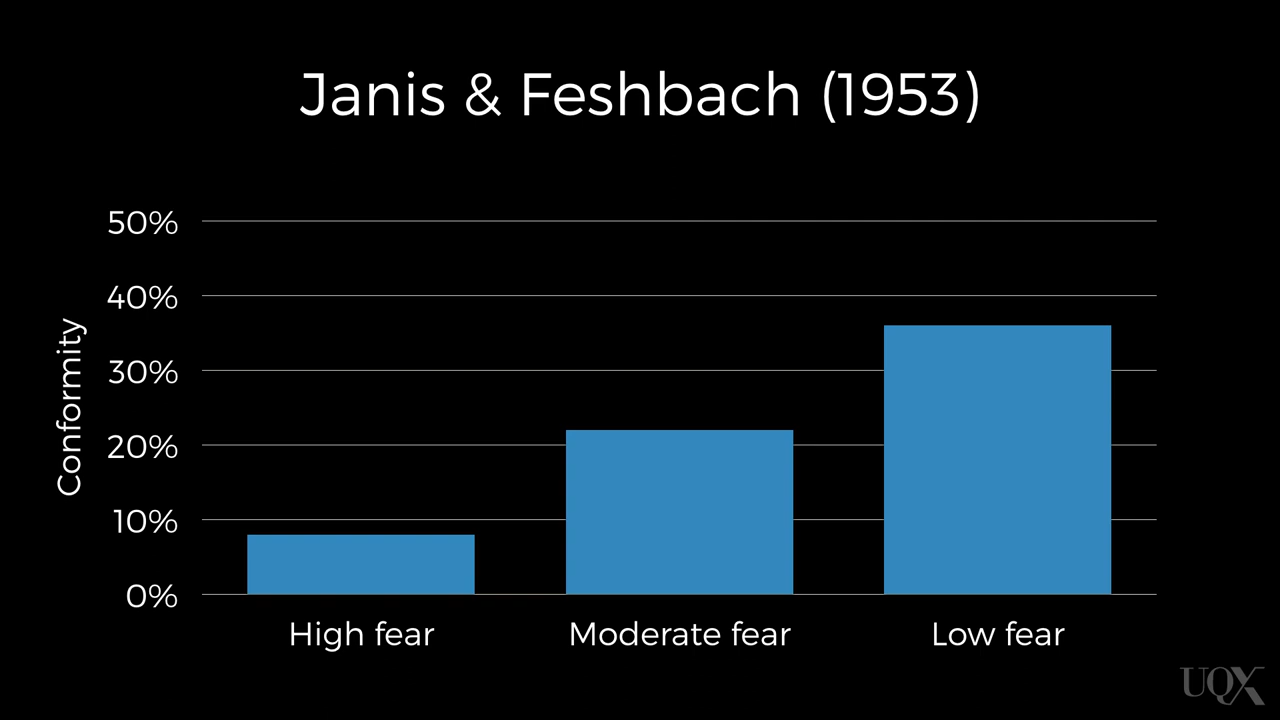 Janis & Feshbach (1953)
50%
40%
30%
20%
10%
0%
Conformity
High fear
Moderate fear
Low fear
UQX